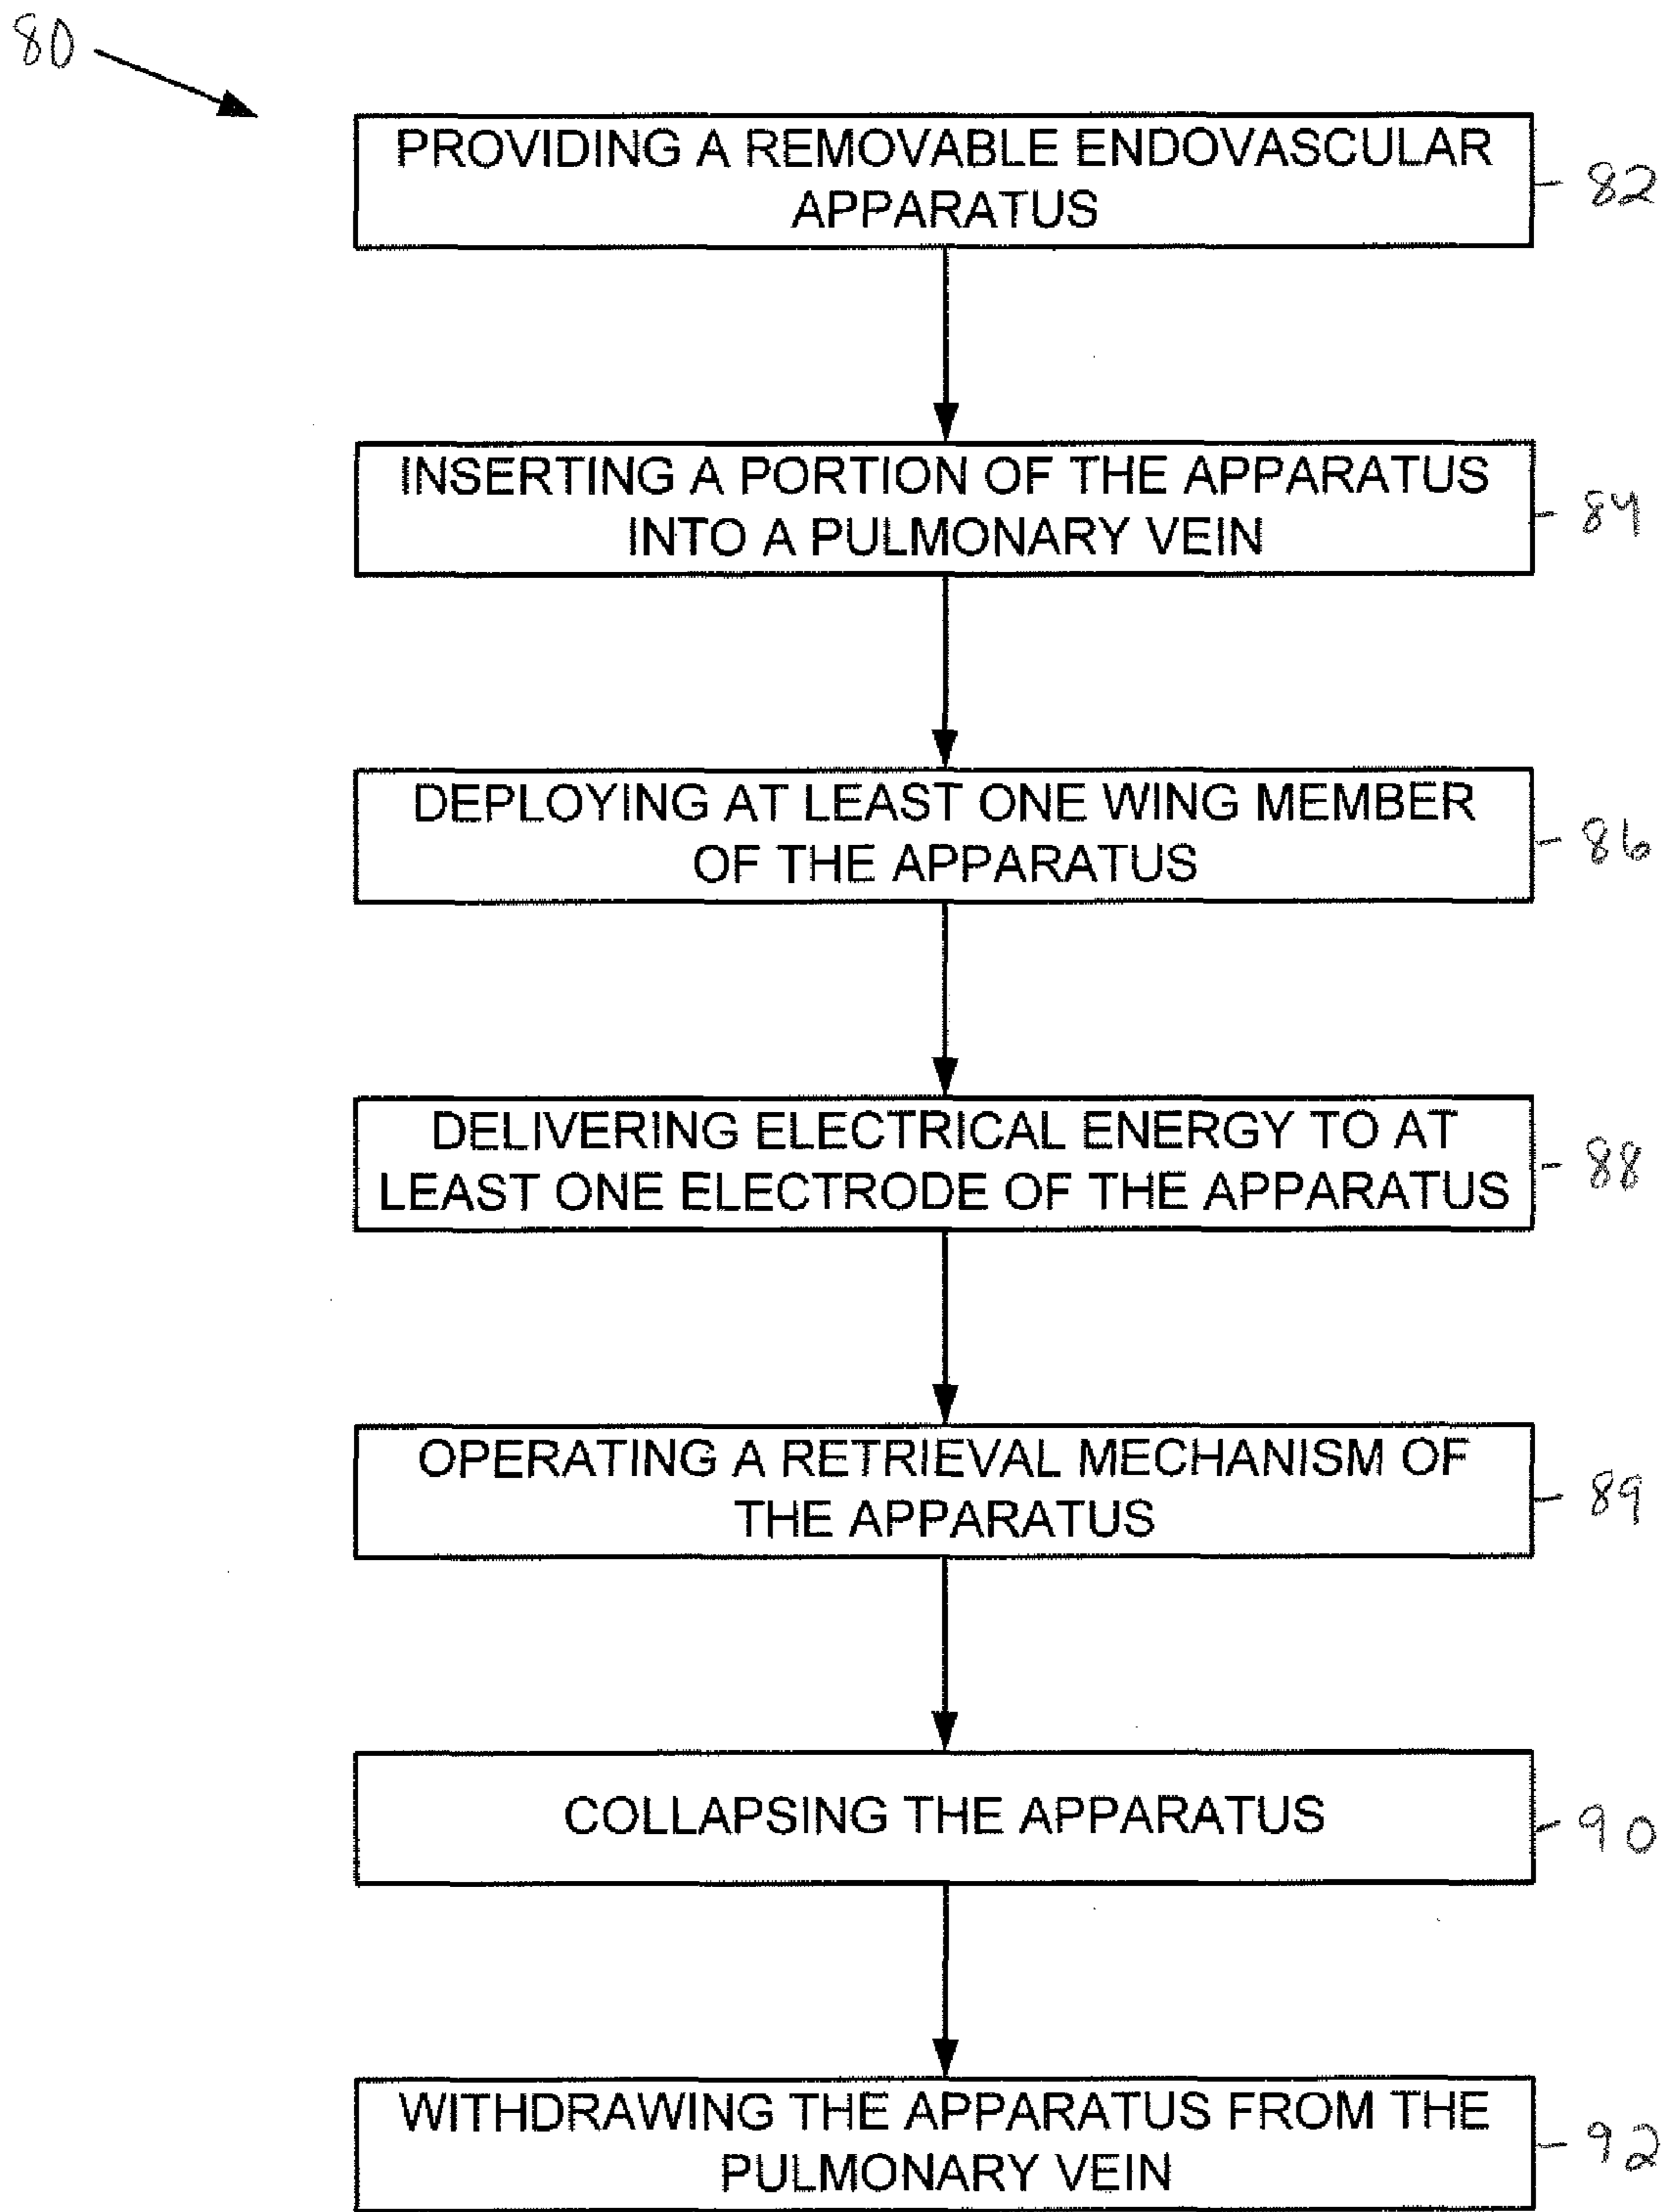 80
PROVIDING A REMOVABLE ENDOVASCULAR
APPARATUS
82
INSERTING A PORTION OF THE APPARATUS
INTO A PULMONARY VEIN
84
DEPLOYING AT LEAST ONE WING MEMBER
OF THE APPARATUS
86
DELIVERING ELECTRICAL ENERGY TO AT
LEAST ONE ELECTRODE OF THE APPARATUS
88
OPERATING A RETRIEVAL MECHANISM OF
THE APPARATUS
89
COLLAPSING THE APPARATUS
90
WITHDRAWING THE APPARATUS FROM THE
PULMONARY VEIN
92